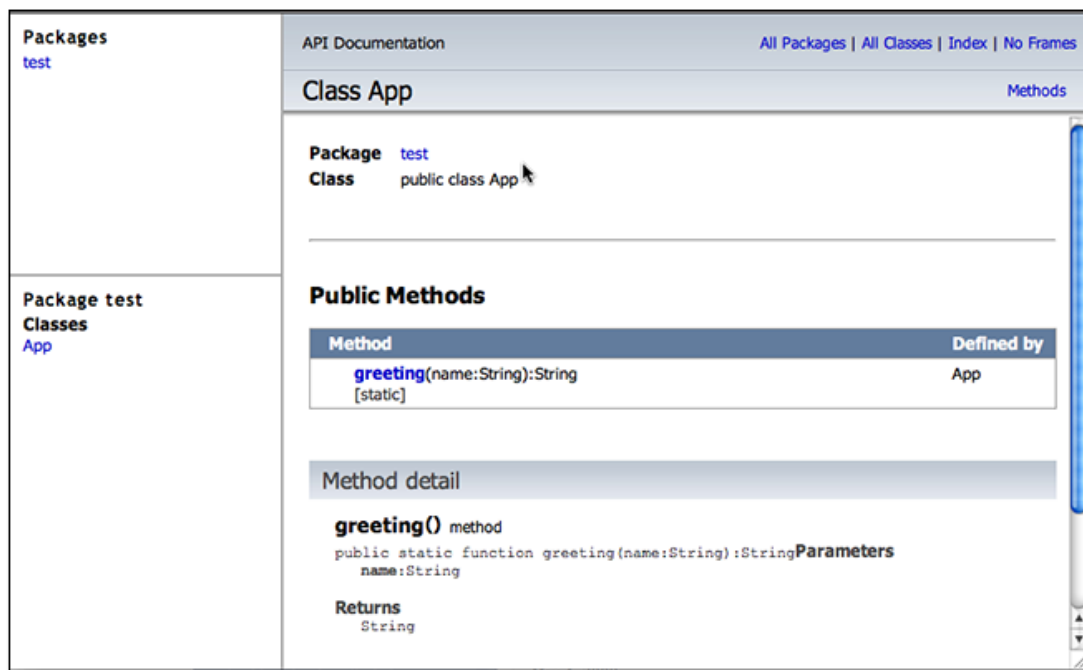 Packages
test
Package test
Classes
App
API Documentation
All Packages | All Classes | Index | No Frames
Class App
Methods
Package test
Class public class App
Public Methods
Method Defined by
greeting(name:String):String App
[static]
Method detail
greeting() method
public static function greeting(name:String):StringParameters
name:String
Returns
String